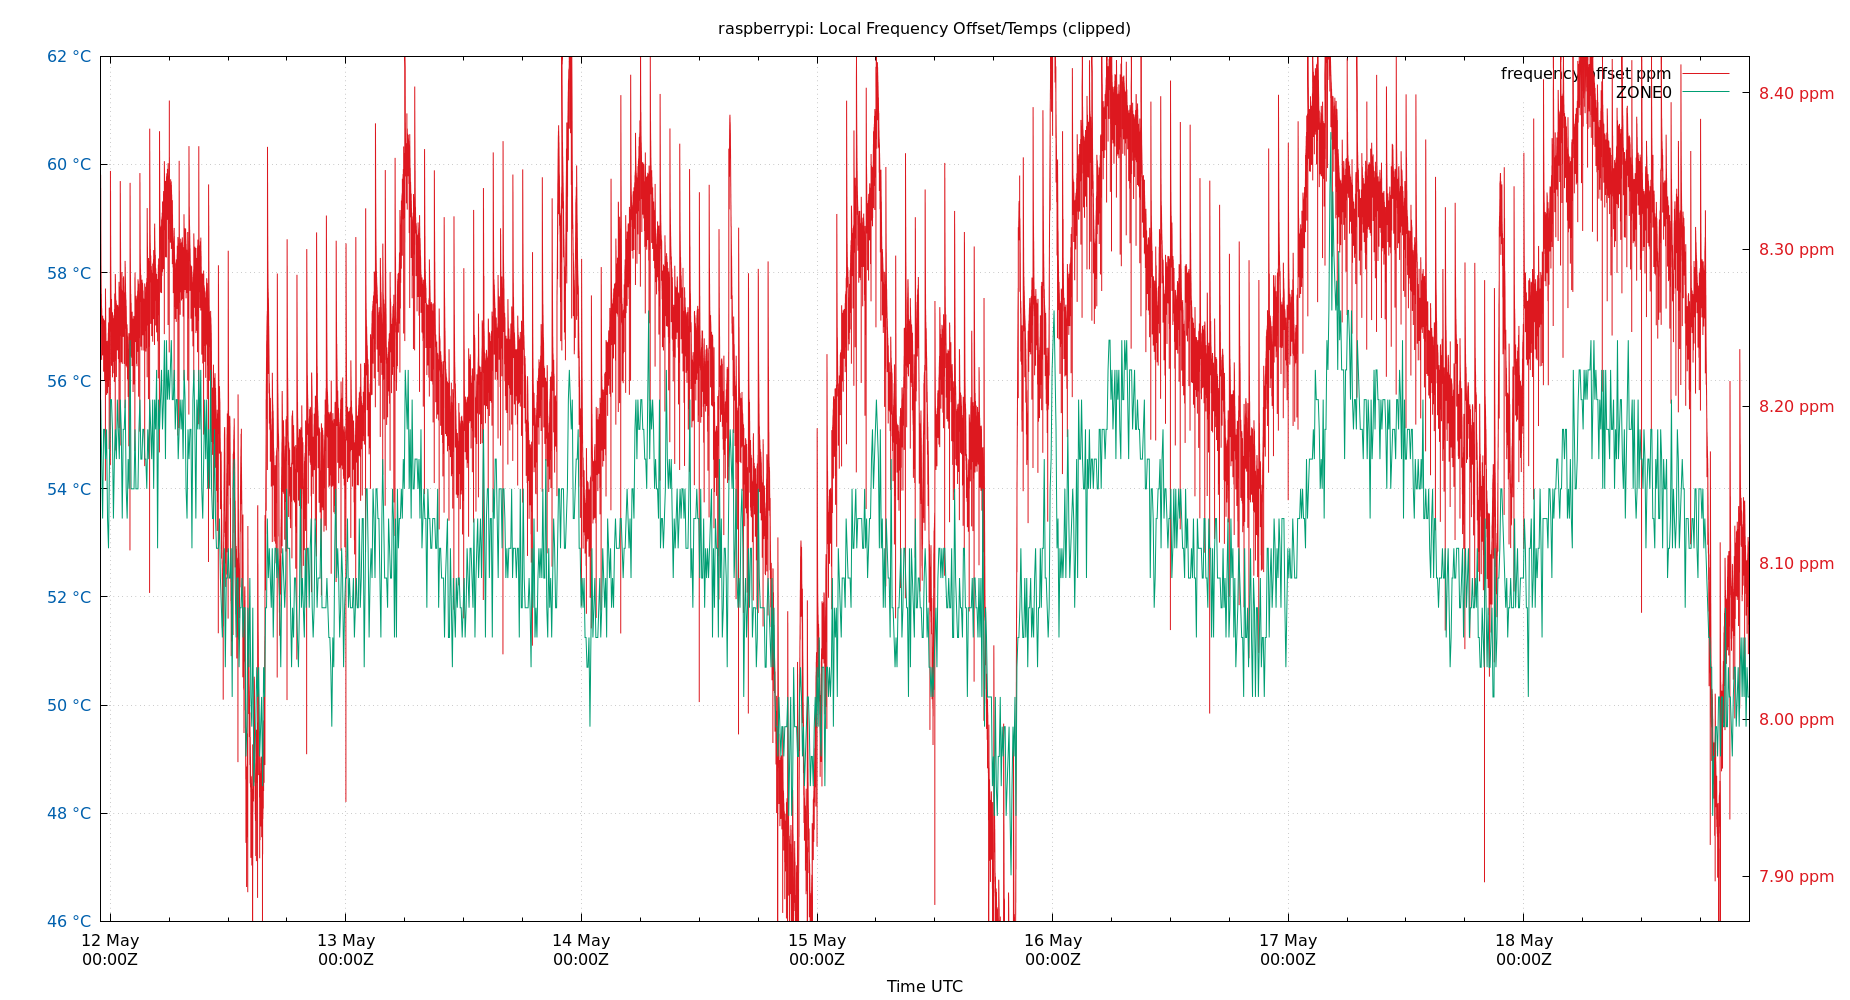 raspberrypi: Local Frequency Offset/Temps (clipped)
62 °C
60 °C
58 °C
56 °C
54 °C
52 °C
50 °C
48 °C
46 °C
frequency offset ppm
ZONE0
8.40 ppm
8.30 ppm
8.20 ppm
8.10 ppm
8.00 ppm
7.90 ppm
12 May 13 May 14 May 15 May 16 May 17 May 18 May
00:00Z 00:00Z 00:00Z 00:00Z 00:00Z 00:00Z 00:00Z
Time UTC